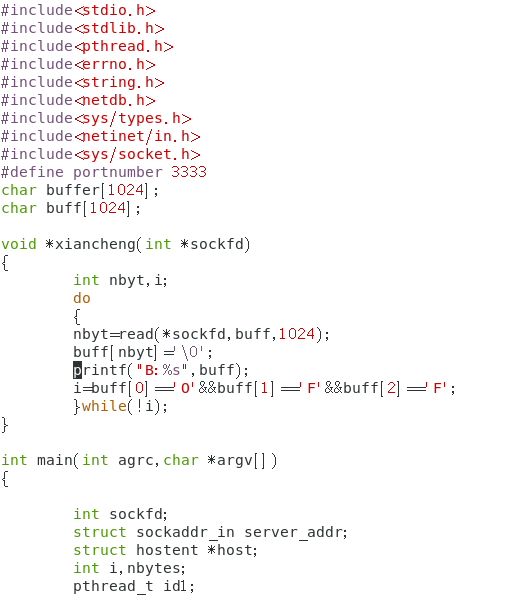 #include<stdio.h>
#include<stdlib.h>
#include<pthread.h>
#include<errno.h>
#include<string.h>
#include<netdb.h>
#include<sys/types.h>
#include<netinet/in.h>
#include<sys/socket.h>
#define portnumber 3333
char buffer[1024];
char buff[1024];

void *xiancheng(int *sockfd)
{
        int nbyt,i;
        do
        {
        nbyt=read(*sockfd,buff,1024);
        buff[nbyt]='\0';
        printf("B:%s",buff);
        i=buff[0]=='O'&&buff[1]=='F'&&buff[2]=='F';
        }while(!i);
}

int main(int agrc,char *argv[])
{

        int sockfd;
        struct sockaddr_in server_addr;
        struct hostent *host;
        int i,nbytes;
        pthread_t id1;